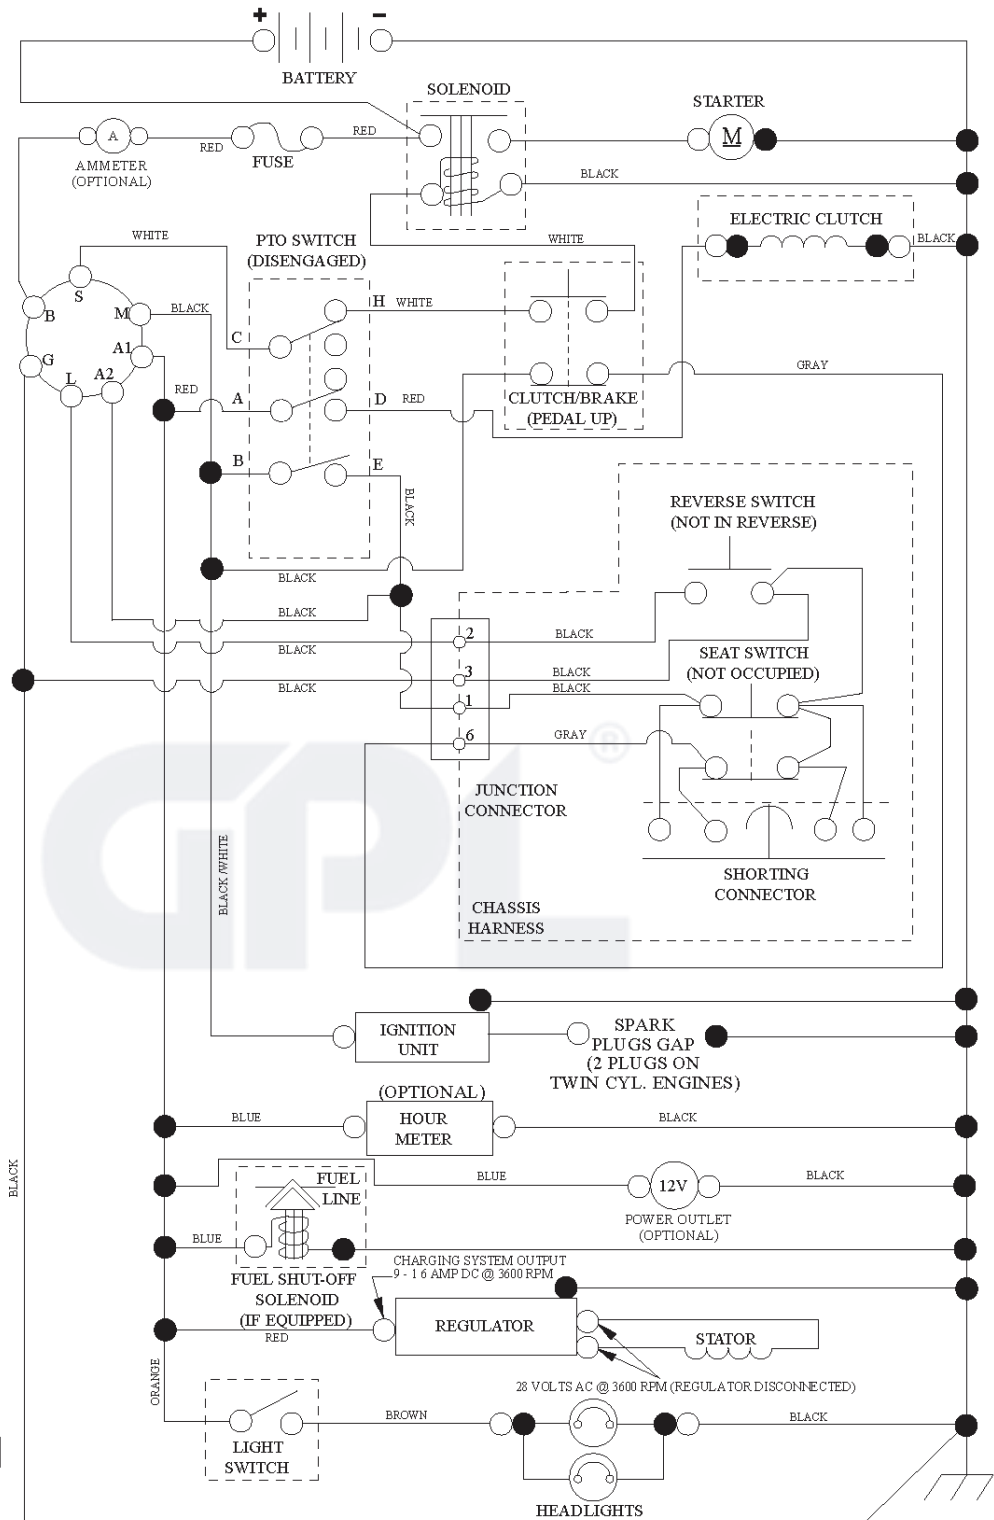 +
−
BATTERY
SOLENOID
STARTER
A
RED
FUSE
RED
M
AMMETER
(OPTIONAL)
BLACK
ELECTRIC CLUTCH
BLACK
WHITE
PTO SWITCH
(DISENGAGED)
WHITE
S
B
M
BLACK
H
WHITE
C
G
A1
L
A2
RED
A
D
RED
GRAY
CLUTCH/BRAKE
(PEDAL UP)
B
E
BLACK
REVERSE SWITCH
(NOT IN REVERSE)
BLACK
BLACK
2
BLACK
BLACK
SEAT SWITCH
(NOT OCCUPIED)
3
BLACK
BLACK
BLACK
1
6
GRAY
GPL®
JUNCTION
CONNECTOR
BLACK /WHITE
SHORTING
CONNECTOR
CHASSIS
HARNESS
IGNITION
UNIT
SPARK
PLUGS GAP
(2 PLUGS ON
TWIN CYL. ENGINES)
(OPTIONAL)
BLUE
HOUR
METER
BLACK
BLACK
FUEL
LINE
BLUE
12V
BLACK
POWER OUTLET
(OPTIONAL)
BLUE
CHARGING SYSTEM OUTPUT
9 - 1 6 AMP DC @ 3600 RPM
FUEL SHUT-OFF
SOLENOID
(IF EQUIPPED)
RED
REGULATOR
STATOR
ORANGE
28 VOLTS AC @ 3600 RPM (REGULATOR DISCONNECTED)
BROWN
BLACK
LIGHT
SWITCH
HEADLIGHTS